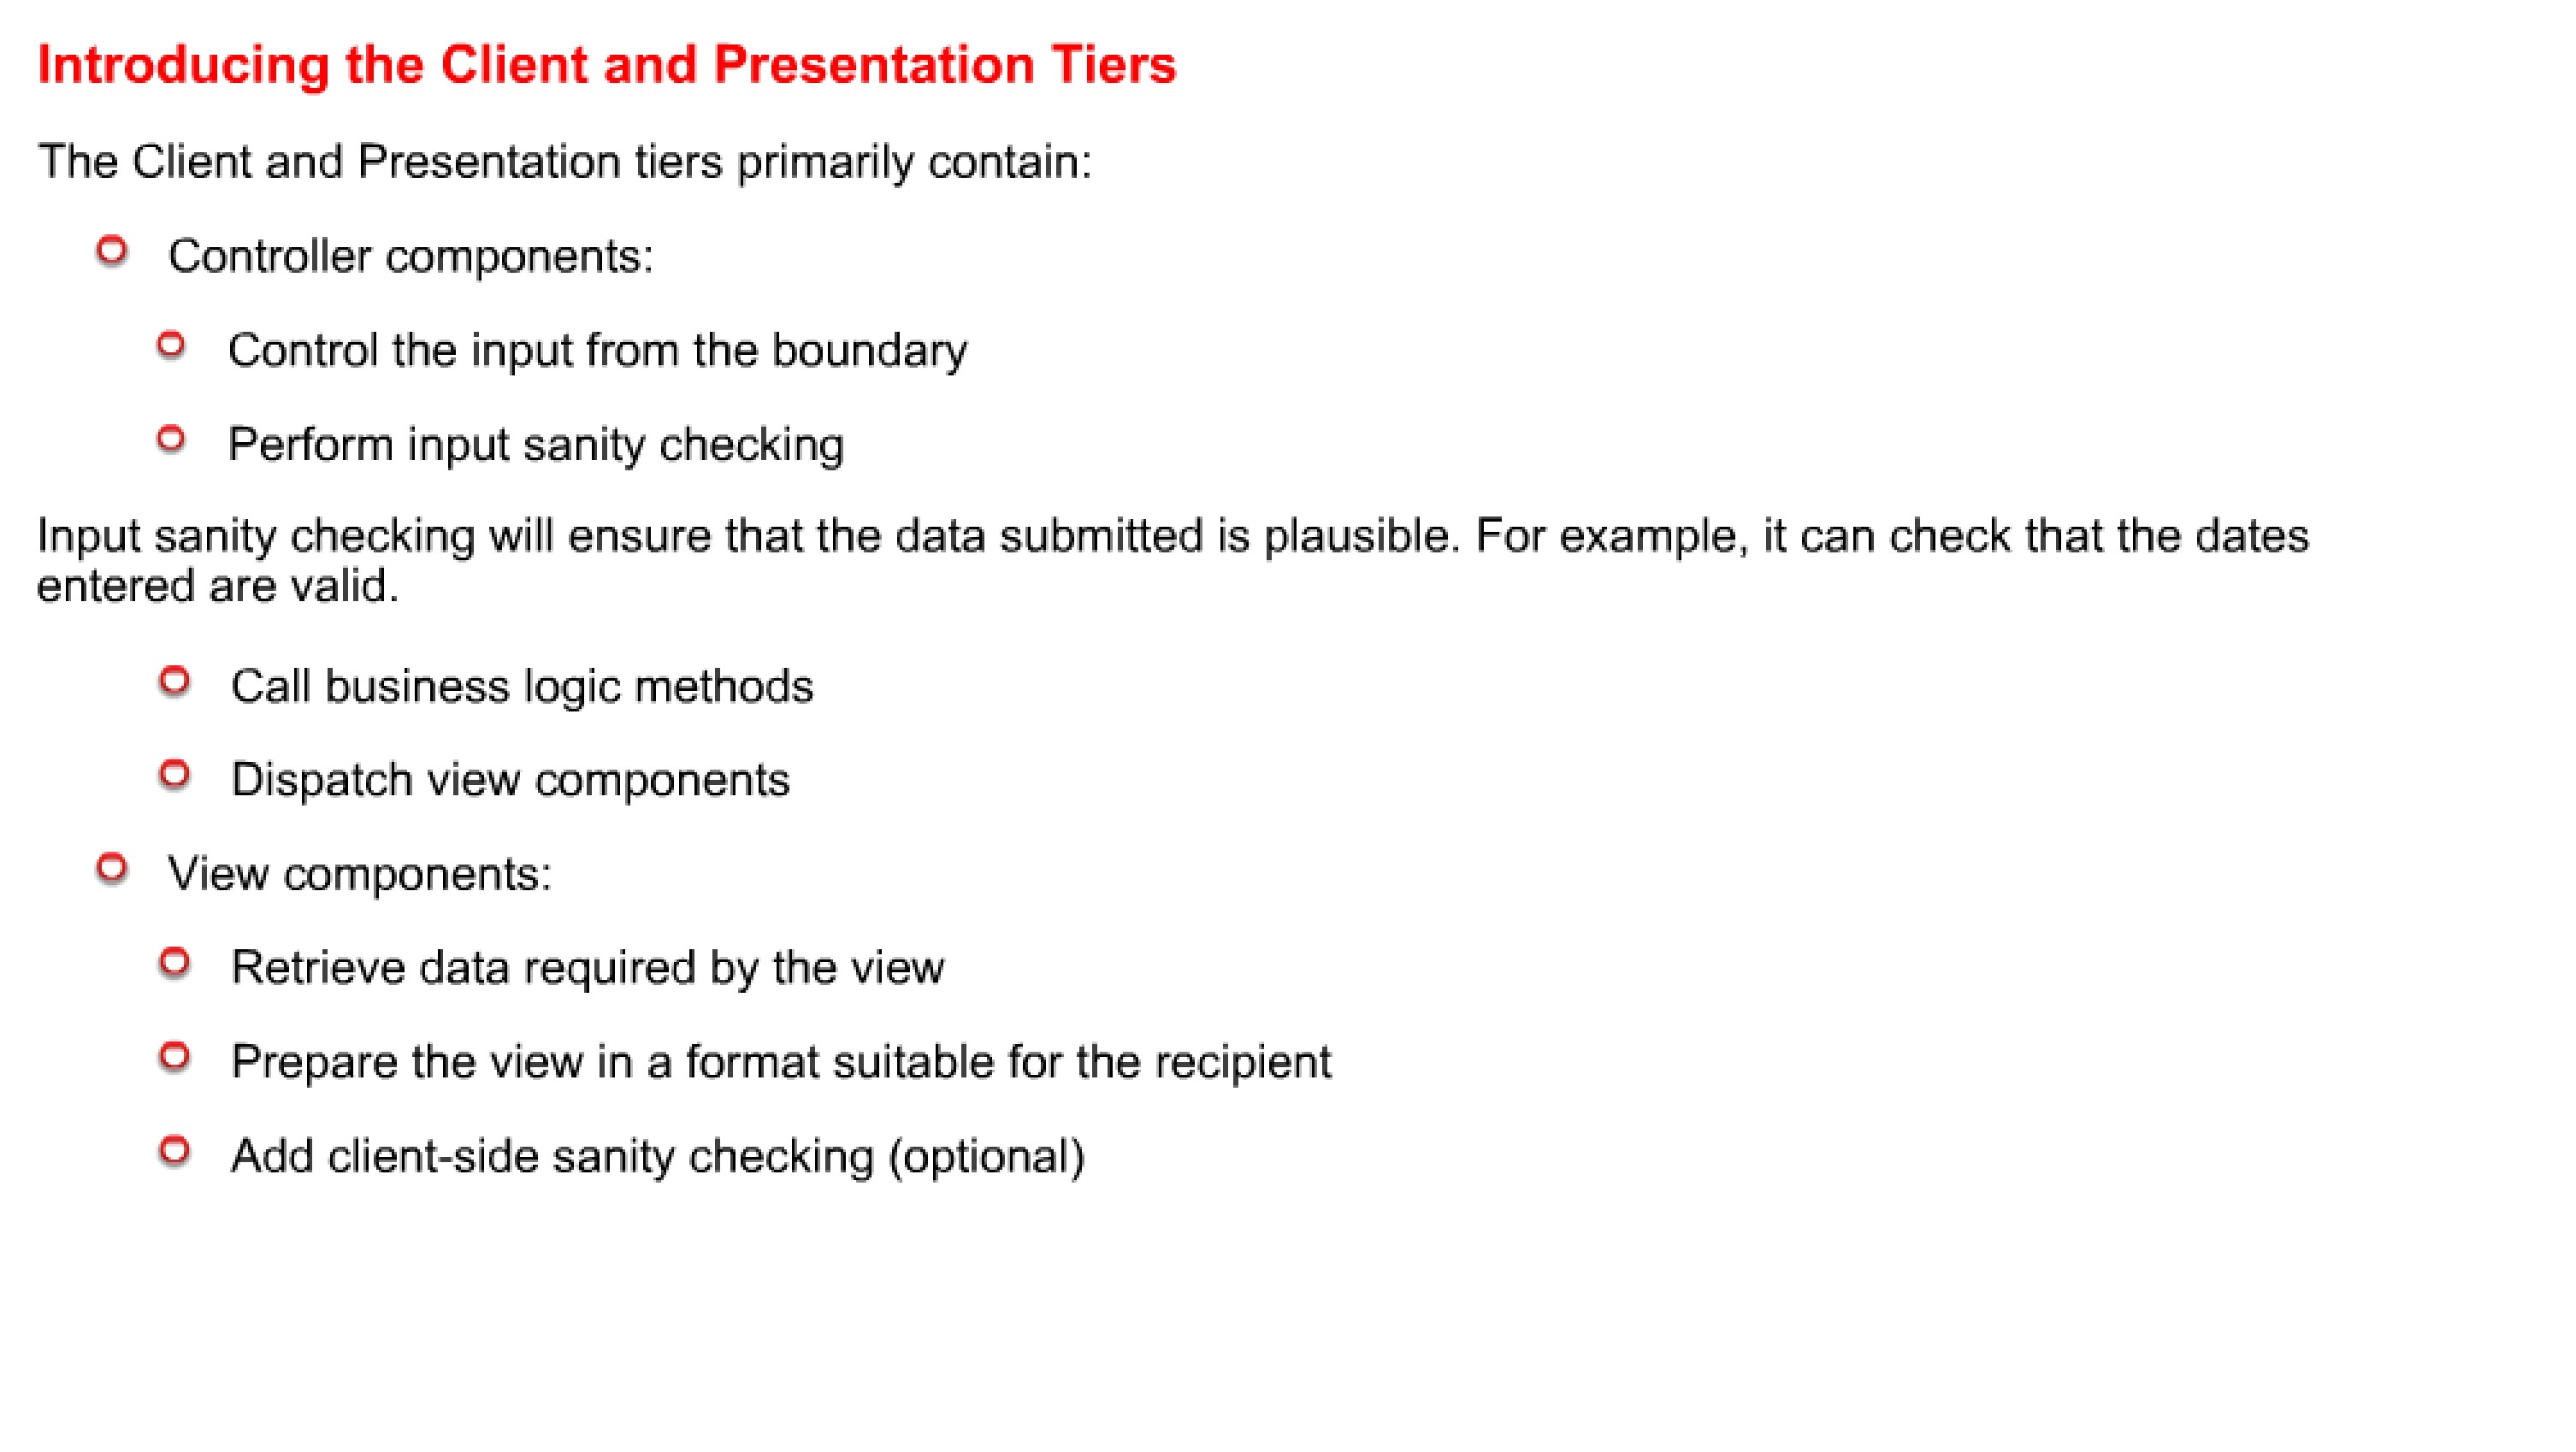 Introducing the Client and Presentation Tiers
The Client and Presentation tiers primarily contain:
Controller components:
Control the input from the boundary
Perform input sanity checking
Input sanity checking will ensure that the data submitted is plausible. For example, it can check that the dates
entered are valid.
Call business logic methods
Dispatch view components
View components:
Retrieve data required by the view
Prepare the view in a format suitable for the recipient
Add client-side sanity checking (optional)